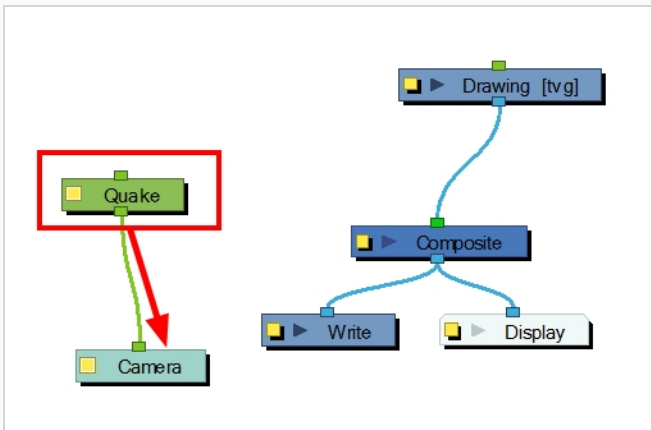 Drawing [tvg]
Quake
Composite
Write
Display
Camera